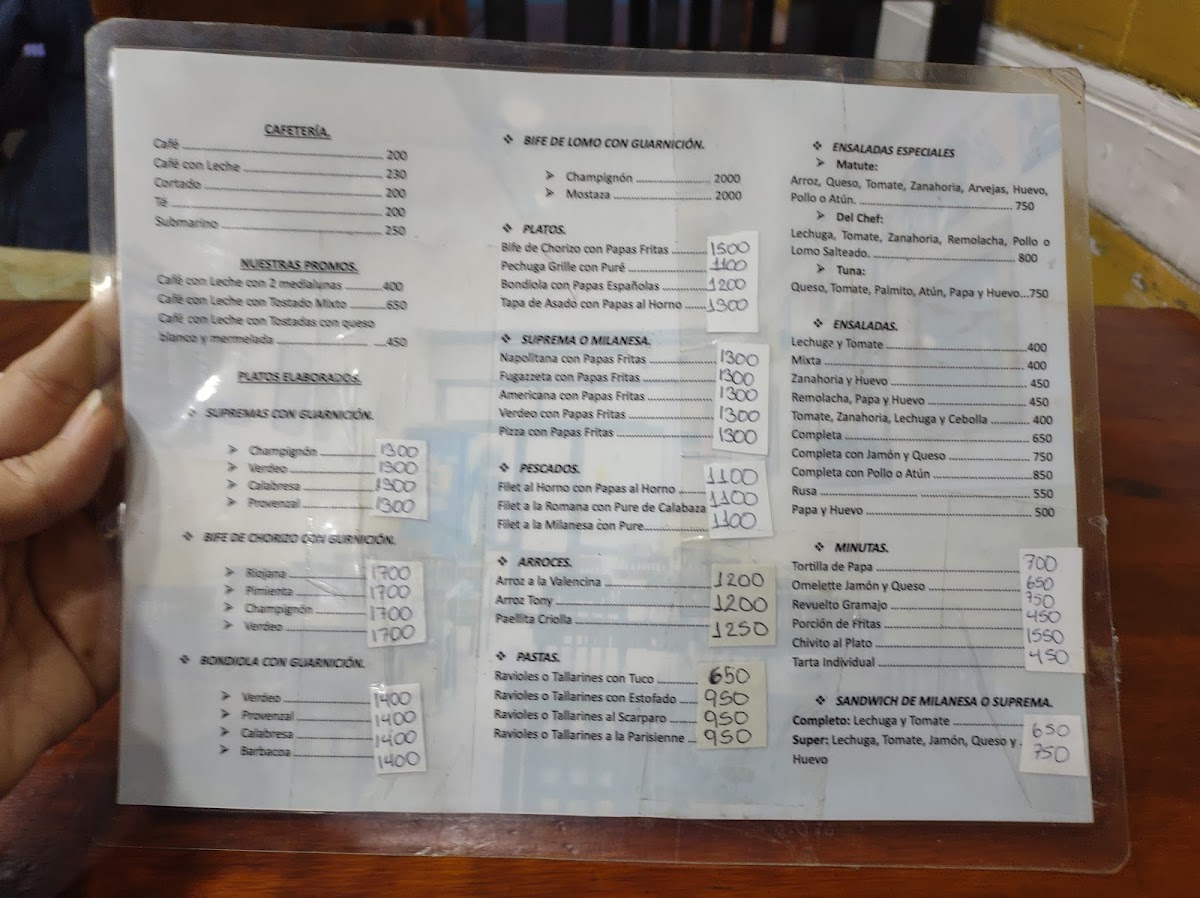 CAFETERÍA.
Café 200
Café con Leche 230
Cortado 200
Té 200
Submarino 250
NUESTRAS PROMOS.
Café con Leche con 2 medialunas 400
Café con Leche con Tostado Mixto 650
Café con Leche con Tostadas con queso
blanco y mermelada 450
PLATOS ELABORADOS.
❖ SUPREMAS CON GUARNICIÓN.
➤ Champignón 1300
➤ Verdeo 1300
➤ Calabresa 1300
➤ Provenzal 1300
❖ BIFE DE CHORIZO CON GURNICIÓN.
➤ Riojana 1700
➤ Pimienta 1700
➤ Champignón 1700
➤ Verdeo 1700
❖ BONDIOLA CON GUARNICIÓN.
➤ Verdeo 1400
➤ Provenzal 1400
➤ Calabresa 1400
➤ Barbacoa 1400
❖ BIFE DE LOMO CON GUARNICIÓN.
➤ Champignón 2000
➤ Mostaza 2000
❖ PLATOS.
Bife de Chorizo con Papas Fritas 1500
Pechuga Grille con Puré 1100
Bondiola con Papas Españolas 1200
Tapa de Asado con Papas al Horno 1300
❖ SUPREMA O MILANESA.
Napolitana con Papas Fritas 1300
Fugazzeta con Papas Fritas 1300
Americana con Papas Fritas 1300
Verdeo con Papas Fritas 1300
Pizza con Papas Fritas 1300
❖ PESCADOS.
Filet al Horno con Papas al Horno 1100
Filet a la Romana con Pure de Calabaza 1100
Filet a la Milanesa con Pure 1100
❖ ARROCES.
Arroz a la Valencina 1200
Arroz Tony 1200
Paellita Criolla 1250
❖ PASTAS.
Ravioles o Tallarines con Tuco 650
Ravioles o Tallarines con Estofado 950
Ravioles o Tallarines al Scarparo 950
Ravioles o Tallarines a la Parisienne 950
❖ ENSALADAS ESPECIALES
➤ Matute:
Arroz, Queso, Tomate, Zanahoria, Arvejas, Huevo,
Pollo o Atún. 750
➤ Del Chef:
Lechuga, Tomate, Zanahoria, Remolacha, Pollo o
Lomo Salteado. 800
➤ Tuna:
Queso, Tomate, Palmito, Atún, Papa y Huevo...750
❖ ENSALADAS.
Lechuga y Tomate 400
Mixta 400
Zanahoria y Huevo 450
Remolacha, Papa y Huevo 450
Tomate, Zanahoria, Lechuga y Cebolla 400
Completa 650
Completa con Jamón y Queso 750
Completa con Pollo o Atún 850
Rusa 550
Papa y Huevo 500
❖ MINUTAS.
Tortilla de Papa 700
Omelette Jamón y Queso 650
Revuelto Gramajo 750
Porción de Fritas 450
Chivito al Plato 1550
Tarta Individual 450
❖ SANDWICH DE MILANESA O SUPREMA.
Completo: Lechuga y Tomate 650
Super: Lechuga, Tomate, Jamón, Queso y 750
Huevo